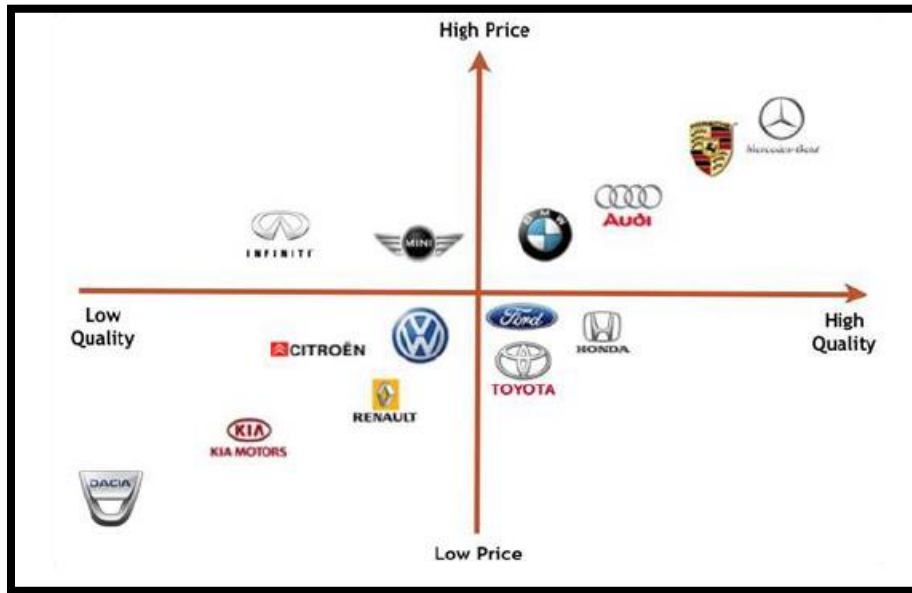 High Price
PORSCHE
Mercedes-Benz
BMW
Audi
INFINITI
MINI
Low
Quality
High
Quality
Ford
HONDA
CITROËN
TOYOTA
RENAULT
KIA
KIA MOTORS
DACIA
Low Price